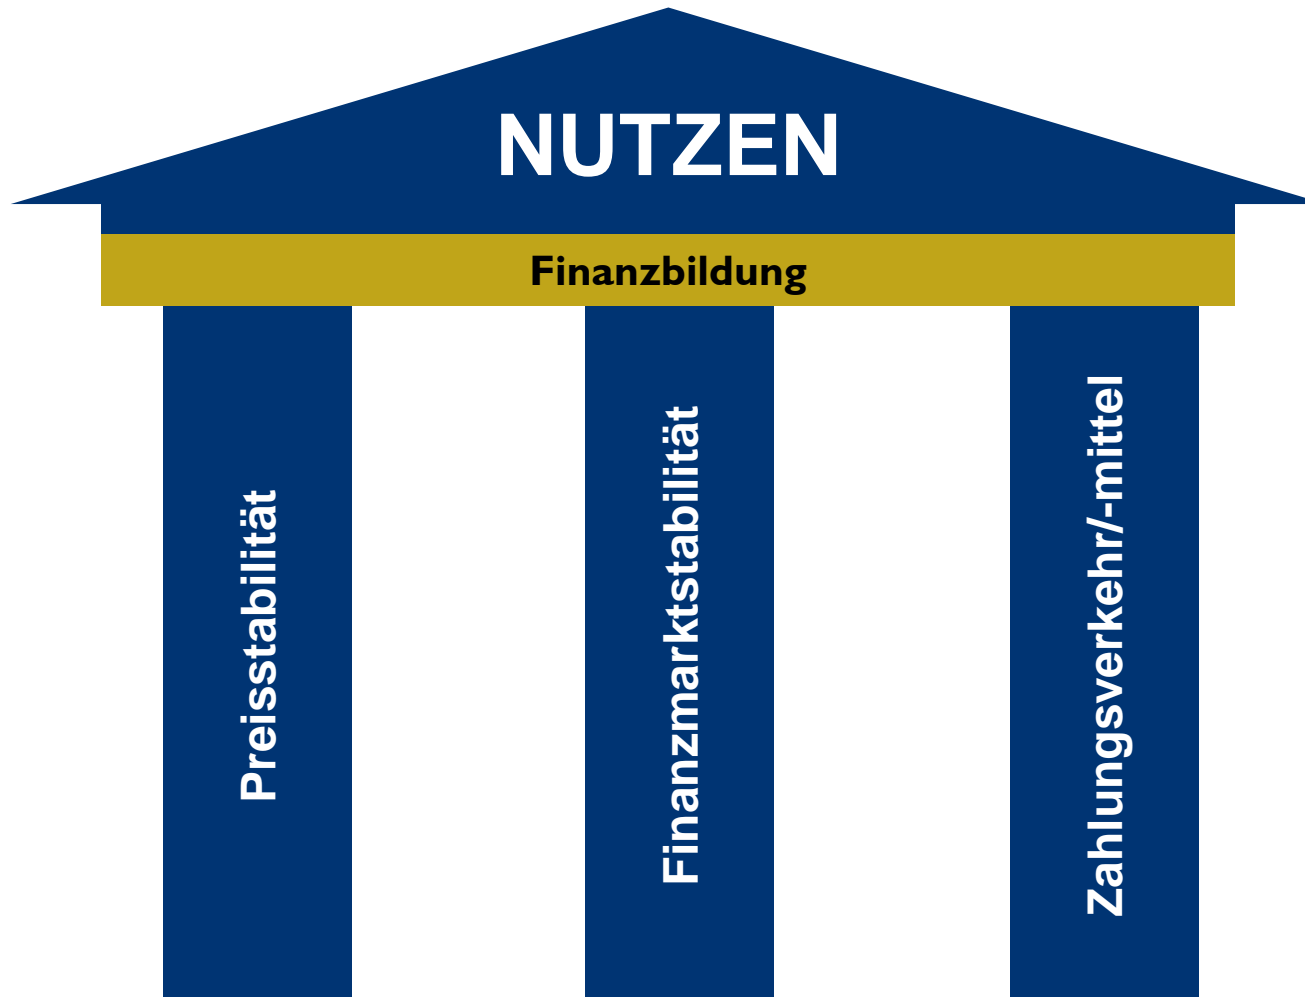 NUTZEN
Finanzbildung
Preisstabilität
Finanzmarktstabilität
Zahlungsverkehr/-mittel